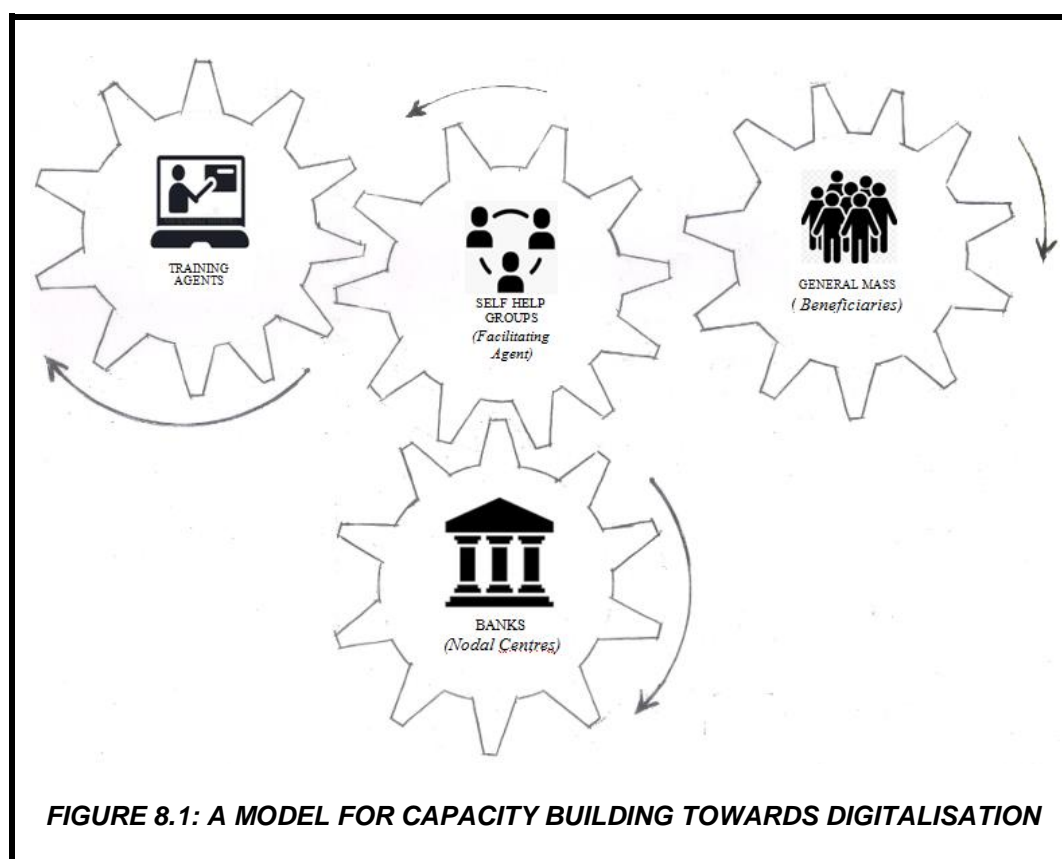 TRAINING
AGENTS
SELF HELP
GROUPS
(Facilitating
Agent)
GENERAL MASS
( Beneficiaries)
BANKS
(Nodal Centres)
FIGURE 8.1: A MODEL FOR CAPACITY BUILDING TOWARDS DIGITALISATION